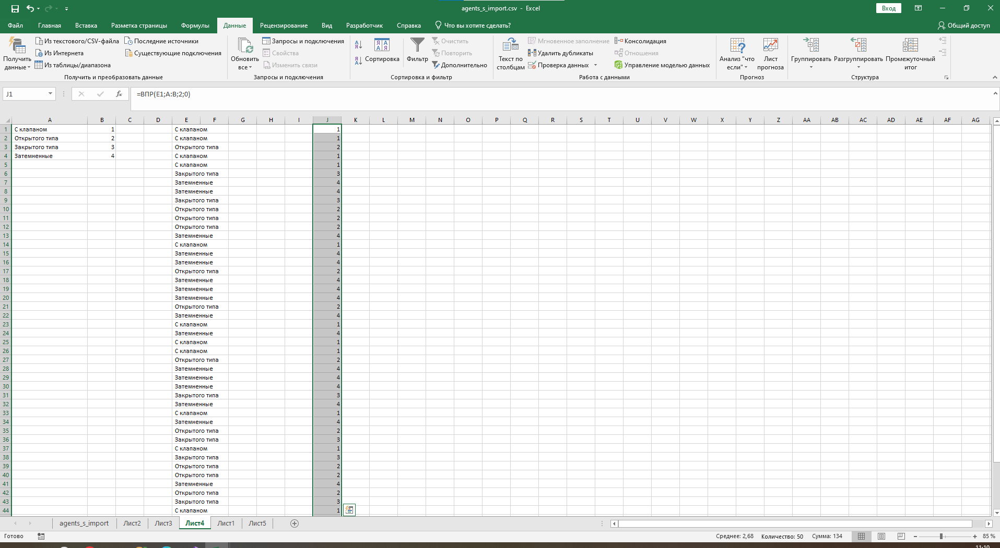 agents_s_import.csv - Excel
Вход
Файл Главная Вставка Разметка страницы Формулы Данные Рецензирование Вид Разработчик Справка Что вы хотите сделать? Общий доступ
Получить данные
Из текстового/CSV-файла
Из Интернета
Из таблицы/диапазона
Последние источники
Существующие подключения
Получить и преобразовать данные
Обновить все
Запросы и подключения
Свойства
Изменить связи
Запросы и подключения
Сортировка
Фильтр
Очистить
Повторить
Дополнительно
Сортировка и фильтр
Текст по столбцам
Мгновенное заполнение
Удалить дубликаты
Проверка данных
Консолидация
Отношения
Управление моделью данных
Работа с данными
Анализ "что если"
Лист прогноза
Прогноз
Группировать
Разгруппировать
Промежуточный итог
Структура
J1 fx =ВПР(E1;A:B;2;0)
A B C D E F G H I J K L M N O P Q R S T U V W X Y Z AA AB AC AD AE AF AG
1 С клапаном 1 С клапаном 1
2 Открытого типа 2 С клапаном 1
3 Закрытого типа 3 Открытого типа 2
4 Затемненные 4 С клапаном 1
5 С клапаном 1
6 Закрытого типа 3
7 Затемненные 4
8 Затемненные 4
9 Закрытого типа 3
10 Открытого типа 2
11 Открытого типа 2
12 Открытого типа 2
13 Затемненные 4
14 С клапаном 1
15 Затемненные 4
16 Затемненные 4
17 Открытого типа 2
18 Затемненные 4
19 Затемненные 4
20 Затемненные 4
21 Открытого типа 2
22 Затемненные 4
23 С клапаном 1
24 Затемненные 4
25 С клапаном 1
26 С клапаном 1
27 Открытого типа 2
28 Затемненные 4
29 Затемненные 4
30 Затемненные 4
31 Закрытого типа 3
32 Затемненные 4
33 С клапаном 1
34 Затемненные 4
35 Открытого типа 2
36 Закрытого типа 3
37 С клапаном 1
38 Закрытого типа 3
39 Открытого типа 2
40 Открытого типа 2
41 Затемненные 4
42 Открытого типа 2
43 Закрытого типа 3
44 С клапаном 1
agents_s_import Лист2 Лист3 Лист4 Лист1 Лист5
Готово Среднее: 2,68 Количество: 50 Сумма: 134 85 %
11:10